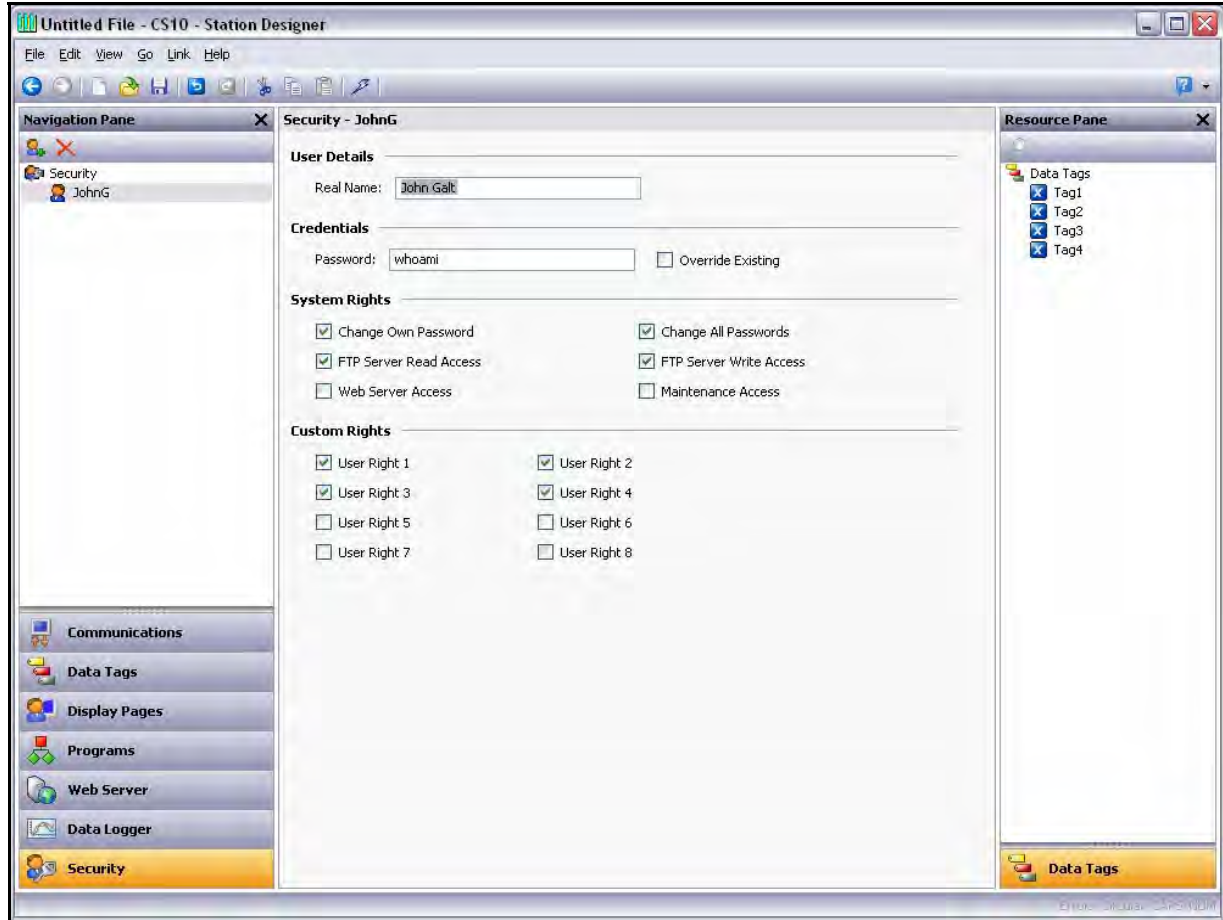 Untitled File - CS10 - Station Designer
File Edit View Go Link Help
Navigation Pane
Security
JohnG
Communications
Data Tags
Display Pages
Programs
Web Server
Data Logger
Security
Security - JohnG
User Details
Real Name: John Galt
Credentials
Password: whoami Override Existing
System Rights
Change Own Password Change All Passwords
FTP Server Read Access FTP Server Write Access
Web Server Access Maintenance Access
Custom Rights
User Right 1 User Right 2
User Right 3 User Right 4
User Right 5 User Right 6
User Right 7 User Right 8
Resource Pane
Data Tags
Tag1
Tag2
Tag3
Tag4
Data Tags